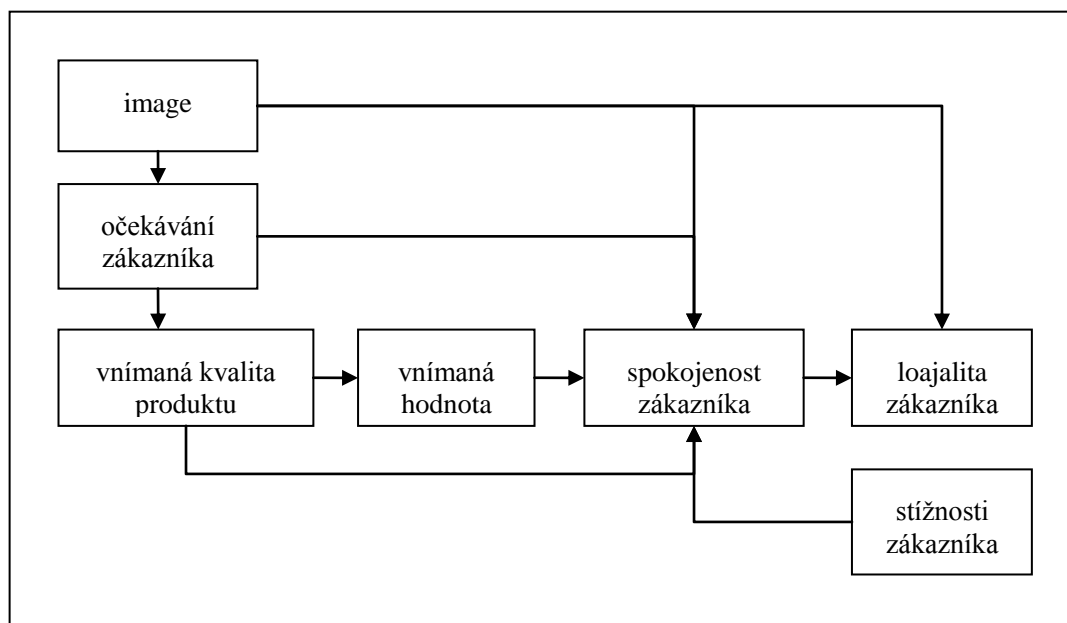 image
očekávání
zákazníka
vnímaná kvalita
produktu
vnímaná
hodnota
spokojenost
zákazníka
loajalita
zákazníka
stížnosti
zákazníka